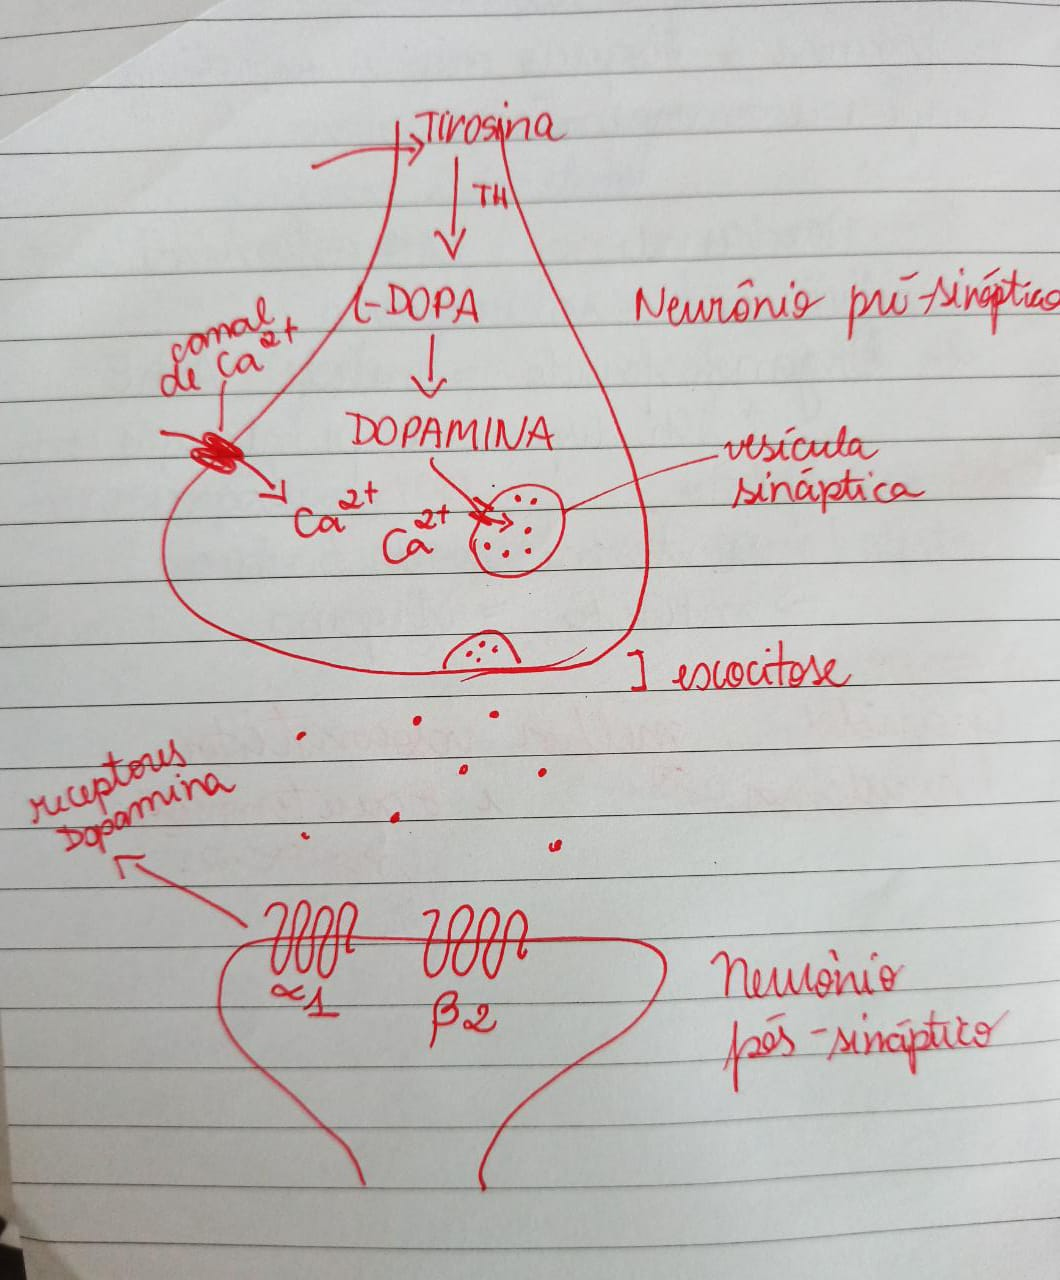 Tirosina
TH
L-DOPA
Neurônio pré-sináptico
canal
de Ca2+
DOPAMINA
vesícula
sináptica
Ca2+
Ca2+
] escocitose
receptores
Dopamina
α1
β2
Neurônio
pós-sináptico